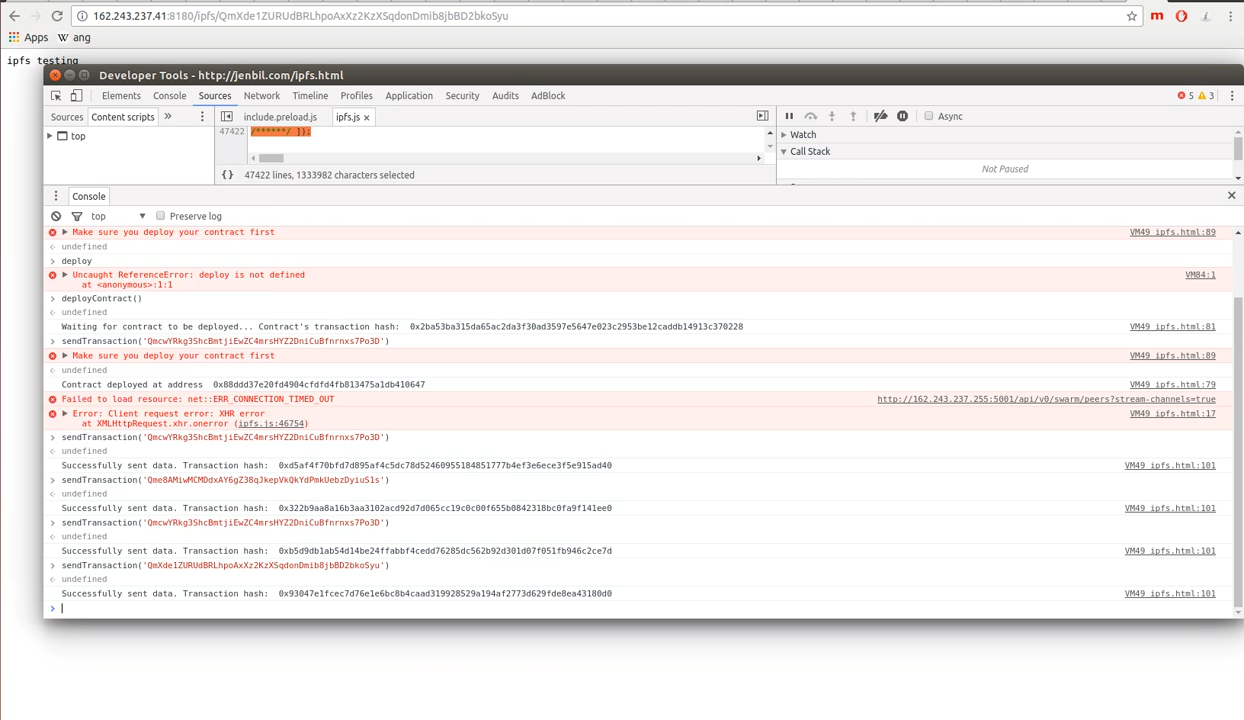 162.243.237.41:8180/ipfs/QmXde1ZURUdBRLhpoAxXz2KzXSqdonDmib8jbBD2bkoSyu
Apps W ang
ipfs testing
Developer Tools - http://jenbil.com/ipfs.html
Elements Console Sources Network Timeline Profiles Application Security Audits AdBlock 5 3
Sources Content scripts » include.preload.js ipfs.js × Async
top 47422 /******/ ]); Watch
Call Stack
Not Paused
{} 47422 lines, 1333982 characters selected
Console
top Preserve log
Make sure you deploy your contract first VM49 ipfs.html:89
undefined
deploy
Uncaught ReferenceError: deploy is not defined VM84:1
at <anonymous>:1:1
deployContract()
undefined
Waiting for contract to be deployed... Contract's transaction hash: 0x2ba53ba315da65ac2da3f30ad3597e5647e023c2953be12caddb14913c370228 VM49 ipfs.html:81
sendTransaction('QmcwYRkg3ShcBmtjiEwZC4mrsHYZ2DniCuBfnrnxs7Po3D')
Make sure you deploy your contract first VM49 ipfs.html:89
undefined
Contract deployed at address 0x88ddd37e20fd4904cfdfd4fb813475a1db410647 VM49 ipfs.html:79
Failed to load resource: net::ERR_CONNECTION_TIMED_OUT http://162.243.237.255:5001/api/v0/swarm/peers?stream-channels=true
Error: Client request error: XHR error VM49 ipfs.html:17
at XMLHttpRequest.xhr.onerror (ipfs.js:46754)
sendTransaction('QmcwYRkg3ShcBmtjiEwZC4mrsHYZ2DniCuBfnrnxs7Po3D')
undefined
Successfully sent data. Transaction hash: 0xd5af4f70bfd7d895af4c5dc78d52460955184851777b4ef3e6ece3f5e915ad40 VM49 ipfs.html:101
sendTransaction('Qme8AMiwMCMDdxAY6gZ38qJkepVkQkYdPmkUebzDyiuS1s')
undefined
Successfully sent data. Transaction hash: 0x322b9aa8a16b3aa3102acd92d7d065cc19c0c00f655b0842318bc0fa9f141ee0 VM49 ipfs.html:101
sendTransaction('QmcwYRkg3ShcBmtjiEwZC4mrsHYZ2DniCuBfnrnxs7Po3D')
undefined
Successfully sent data. Transaction hash: 0xb5d9db1ab54d14be24ffabbf4cedd76285dc562b92d301d07f051fb946c2ce7d VM49 ipfs.html:101
sendTransaction('QmXde1ZURUdBRLhpoAxXz2KzXSqdonDmib8jbBD2bkoSyu')
undefined
Successfully sent data. Transaction hash: 0x93047e1fcec7d76e1e6bc8b4caad319928529a194af2773d629fde8ea43180d0 VM49 ipfs.html:101